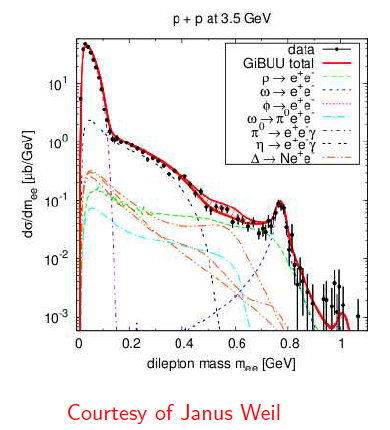 p + p at 3.5 GeV
data
GiBUU total
ρ → e⁺e⁻
ω → e⁺e⁻
ϕ → e⁺e⁻
ω → π⁰e⁺e⁻
π⁰ → e⁺e⁻γ
η → e⁺e⁻γ
Δ → Ne⁺e⁻
dσ/dmₑₑ [μb/GeV]
10¹
10⁰
10⁻¹
10⁻²
10⁻³
0 0.2 0.4 0.6 0.8 1
dilepton mass mₑₑ [GeV]
Courtesy of Janus Weil